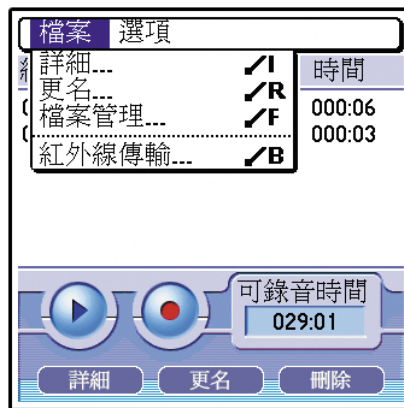 檔案 選項
詳細... /I 時間
更名... /R 000:06
檔案管理... /F 000:03
紅外線傳輸... /B
可錄音時間
029:01
詳細 更名 刪除